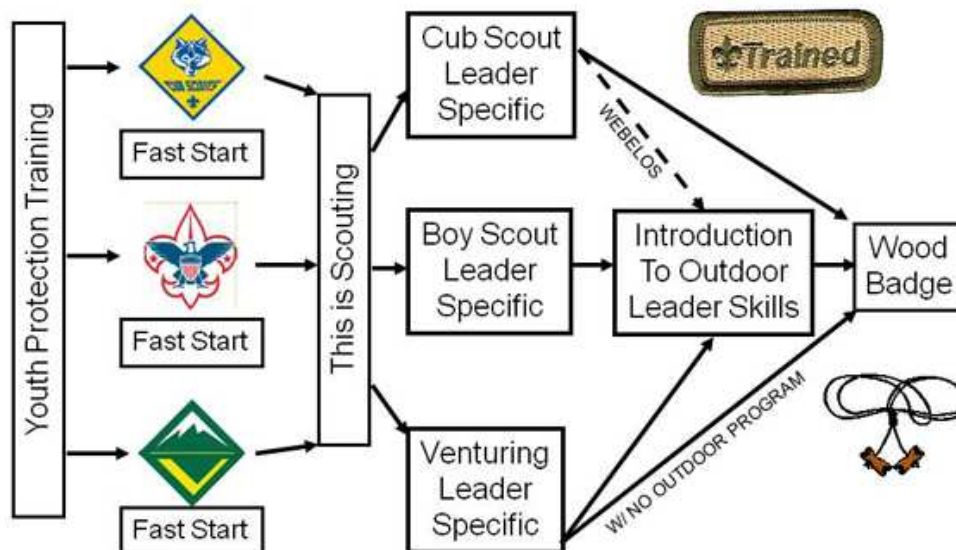 Youth Protection Training
CUB SCOUTS
Fast Start
Fast Start
Fast Start
This is Scouting
Cub Scout
Leader
Specific
Boy Scout
Leader
Specific
Venturing
Leader
Specific
WEBELOS
Introduction
To Outdoor
Leader Skills
W/ NO OUTDOOR PROGRAM
Trained
Wood
Badge